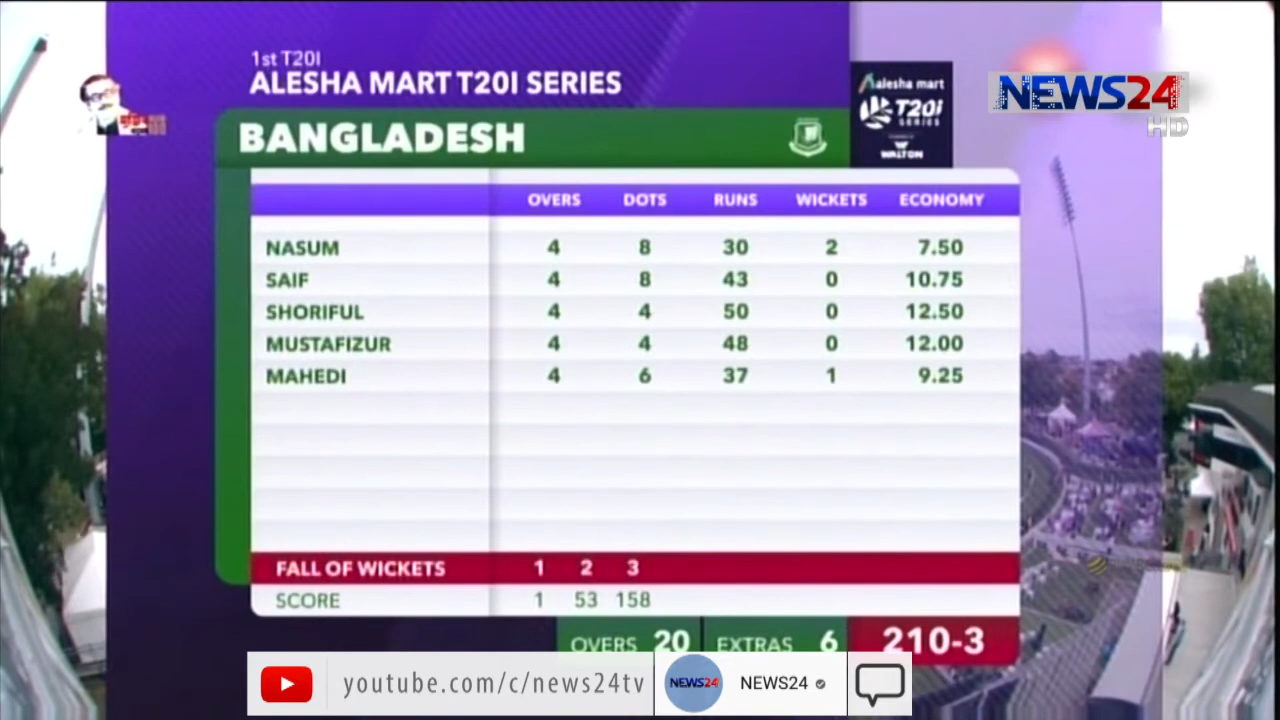 1st T20I
ALESHA MART T20I SERIES
alesha mart
T20i
SERIES
WALTON
NEWS24
HD
BANGLADESH
OVERS DOTS RUNS WICKETS ECONOMY
NASUM 4 8 30 2 7.50
SAIF 4 8 43 0 10.75
SHORIFUL 4 4 50 0 12.50
MUSTAFIZUR 4 4 48 0 12.00
MAHEDI 4 6 37 1 9.25
FALL OF WICKETS 1 2 3
SCORE 1 53 158
OVERS 20 EXTRAS 6 210-3
youtube.com/c/news24tv NEWS24 NEWS24